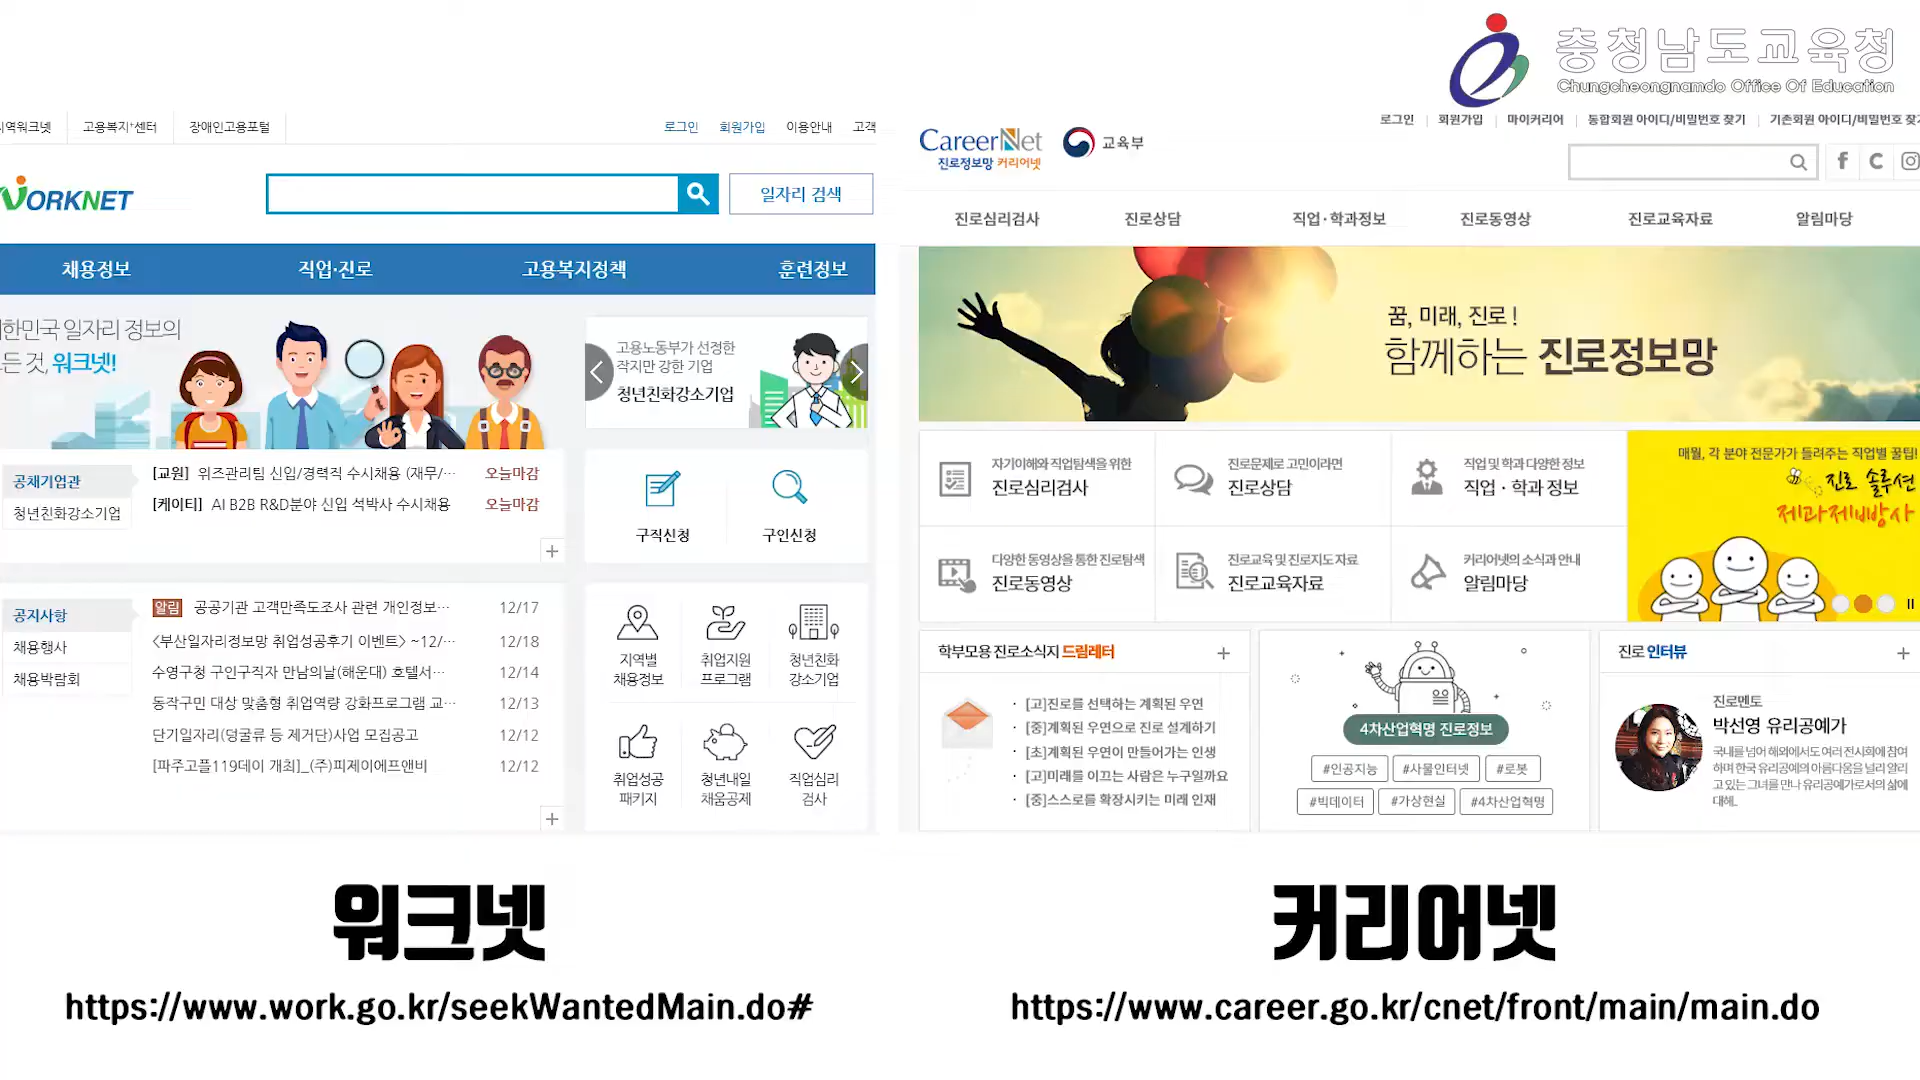 충청남도교육청
Chungcheongnamdo Office Of Education
지역워크넷 고용복지+센터 장애인고용포털
로그인 회원가입 이용안내 고객
WORKNET
일자리 검색
채용정보 직업·진로 고용복지정책 훈련정보
한민국 일자리 정보의
든 것, 워크넷!
고용노동부가 선정한
작지만 강한 기업
청년친화강소기업
공채기업관
청년친화강소기업
[교원] 위즈관리팀 신입/경력직 수시채용 (재무/··· 오늘마감
[케이티] AI B2B R&D분야 신입 석박사 수시채용 오늘마감
구직신청 구인신청
공지사항
채용행사
채용박람회
알림 공공기관 고객만족도조사 관련 개인정보··· 12/17
<부산일자리정보망 취업성공후기 이벤트> ~12/··· 12/18
수영구청 구인구직자 만남의날(해운대) 호텔서··· 12/14
동작구민 대상 맞춤형 취업역량 강화프로그램 교··· 12/13
단기일자리(덩굴류 등 제거단)사업 모집공고 12/12
[파주고플119데이 개최]_(주)피제이에프앤비 12/12
지역별
채용정보
취업지원
프로그램
청년친화
강소기업
취업성공
패키지
청년내일
채움공제
직업심리
검사
로그인 회원가입 마이커리어 통합회원 아이디/비밀번호 찾기 기존회원 아이디/비밀번호 찾기
CareerNet
진로정보망 커리어넷
교육부
진로심리검사 진로상담 직업·학과정보 진로동영상 진로교육자료 알림마당
꿈, 미래, 진로!
함께하는 진로정보망
자기이해와 직업탐색을 위한
진로심리검사
진로문제로 고민이라면
진로상담
직업 및 학과 다양한 정보
직업 · 학과 정보
다양한 동영상을 통한 진로탐색
진로동영상
진로교육 및 진로지도 자료
진로교육자료
커리어넷의 소식과 안내
알림마당
매월, 각 분야 전문가가 들려주는 직업별 꿀팁!
진로 솔루션
제과제빵사
학부모용 진로소식지 드림레터
· [고]진로를 선택하는 계획된 우연
· [중]계획된 우연으로 진로 설계하기
· [초]계획된 우연이 만들어가는 인생
· [고]미래를 이끄는 사람은 누구일까요
· [중]스스로를 확장시키는 미래 인재
4차산업혁명 진로정보
#인공지능 #사물인터넷 #로봇
#빅데이터 #가상현실 #4차산업혁명
진로 인터뷰
진로멘토
박선영 유리공예가
국내를 넘어 해외에서도 여러 전시회에 참여
하며 한국 유리공예의 아름다움을 널리 알리
고 있는 그녀를 만나 유리공예가로서의 삶에
대해..
워크넷
https://www.work.go.kr/seekWantedMain.do#
커리어넷
https://www.career.go.kr/cnet/front/main/main.do